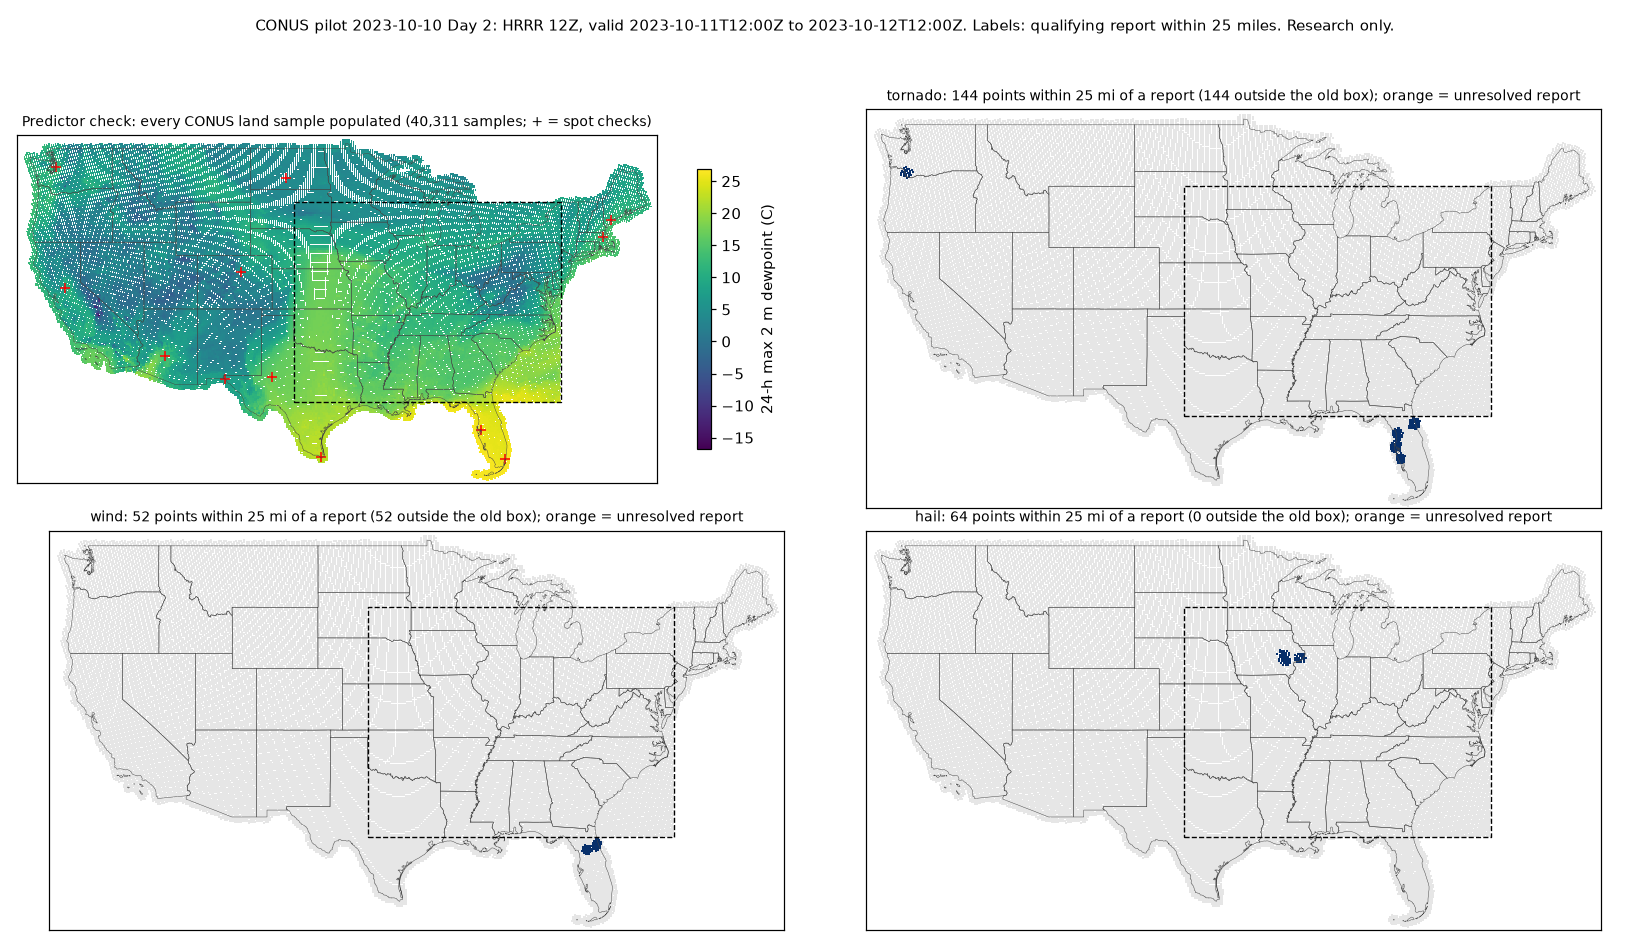 CONUS pilot 2023-10-10 Day 2: HRRR 12Z, valid 2023-10-11T12:00Z to 2023-10-12T12:00Z. Labels: qualifying report within 25 miles. Research only.
Predictor check: every CONUS land sample populated (40,311 samples; + = spot checks)
25
20
15
10
5
0
−5
−10
−15
24-h max 2 m dewpoint (C)
tornado: 144 points within 25 mi of a report (144 outside the old box); orange = unresolved report
wind: 52 points within 25 mi of a report (52 outside the old box); orange = unresolved report
hail: 64 points within 25 mi of a report (0 outside the old box); orange = unresolved report